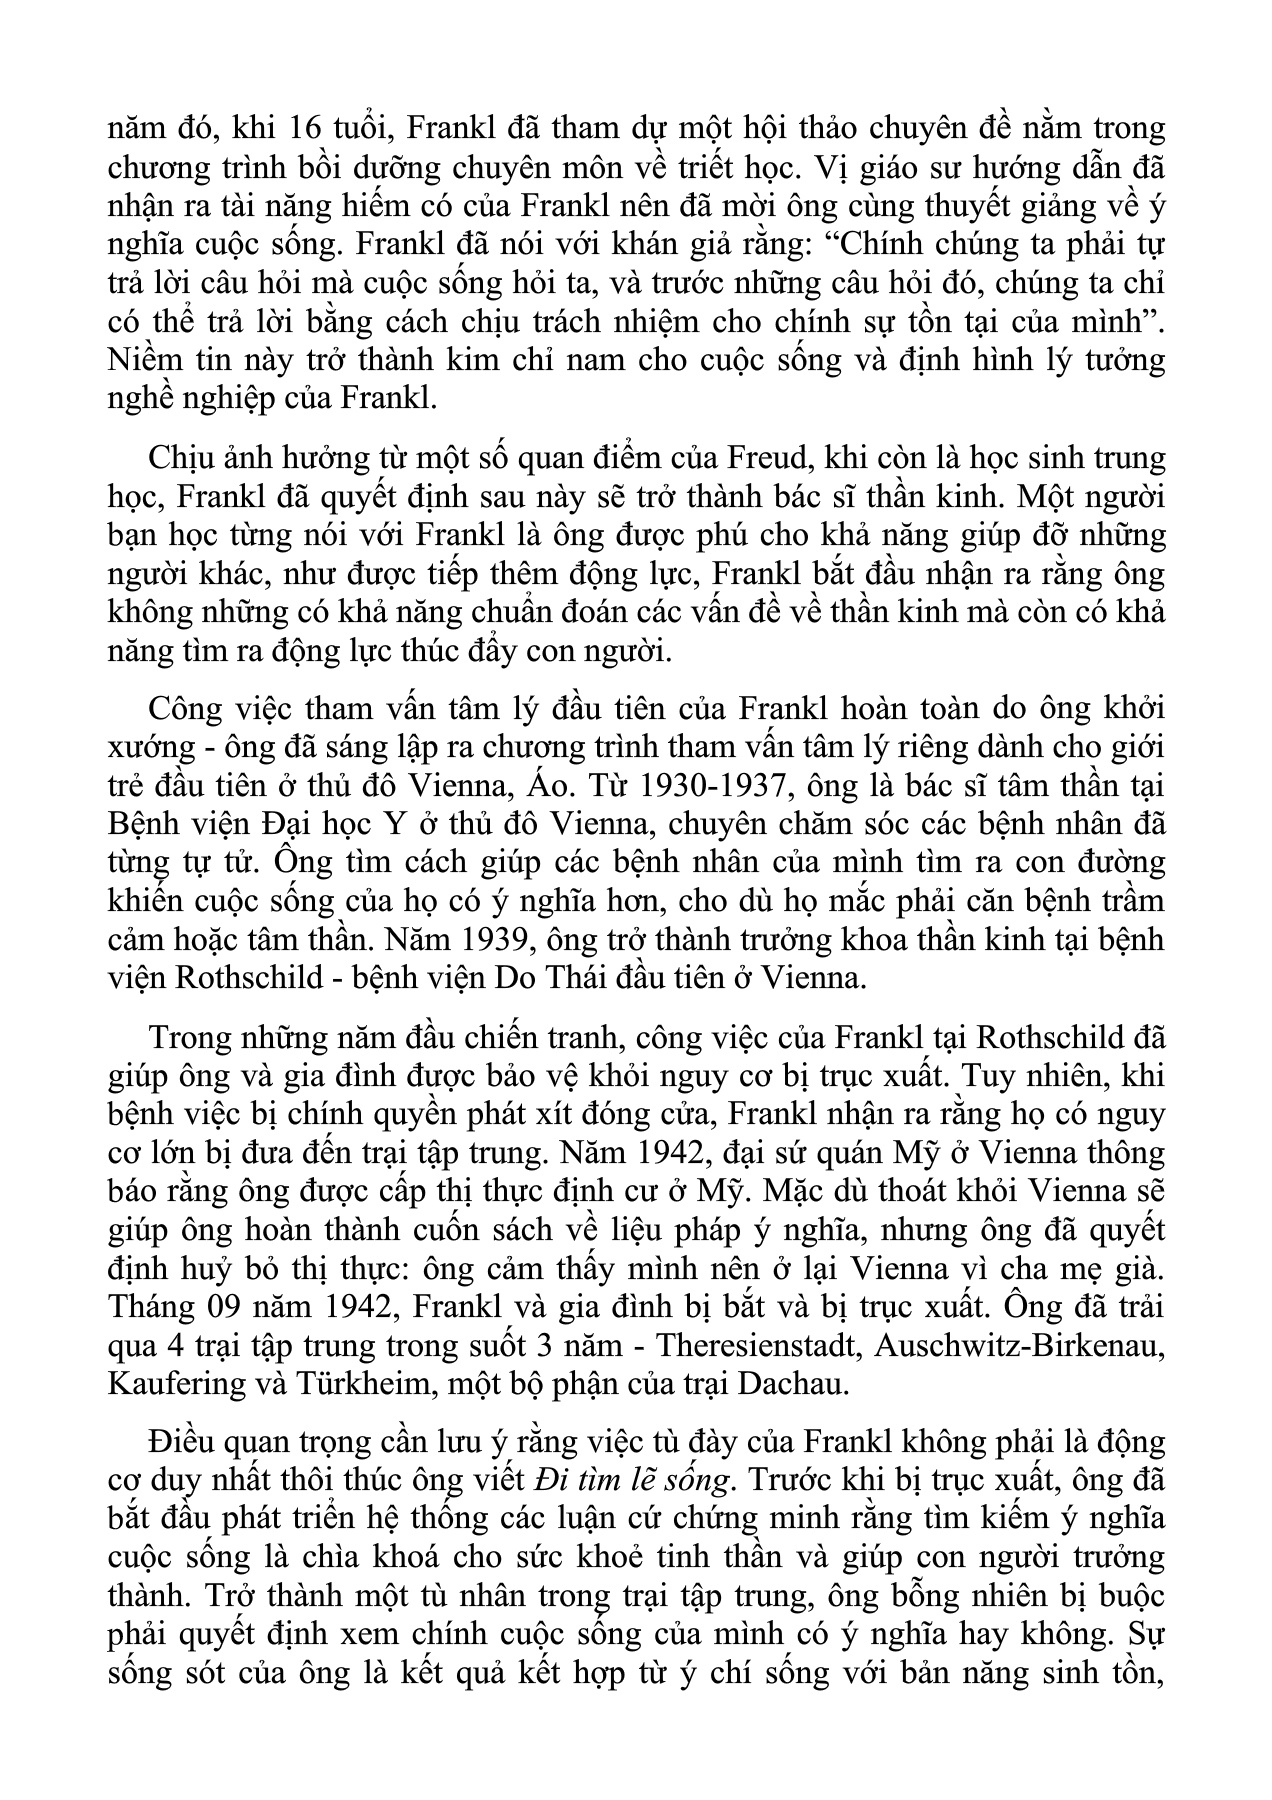 năm đó, khi 16 tuổi, Frankl đã tham dự một hội thảo chuyên đề nằm trong
chương trình bồi dưỡng chuyên môn về triết học. Vị giáo sư hướng dẫn đã
nhận ra tài năng hiếm có của Frankl nên đã mời ông cùng thuyết giảng về ý
nghĩa cuộc sống. Frankl đã nói với khán giả rằng: “Chính chúng ta phải tự
trả lời câu hỏi mà cuộc sống hỏi ta, và trước những câu hỏi đó, chúng ta chỉ
có thể trả lời bằng cách chịu trách nhiệm cho chính sự tồn tại của mình”.
Niềm tin này trở thành kim chỉ nam cho cuộc sống và định hình lý tưởng
nghề nghiệp của Frankl.
Chịu ảnh hưởng từ một số quan điểm của Freud, khi còn là học sinh trung
học, Frankl đã quyết định sau này sẽ trở thành bác sĩ thần kinh. Một người
bạn học từng nói với Frankl là ông được phú cho khả năng giúp đỡ những
người khác, như được tiếp thêm động lực, Frankl bắt đầu nhận ra rằng ông
không những có khả năng chuẩn đoán các vấn đề về thần kinh mà còn có khả
năng tìm ra động lực thúc đẩy con người.
Công việc tham vấn tâm lý đầu tiên của Frankl hoàn toàn do ông khởi
xướng - ông đã sáng lập ra chương trình tham vấn tâm lý riêng dành cho giới
trẻ đầu tiên ở thủ đô Vienna, Áo. Từ 1930-1937, ông là bác sĩ tâm thần tại
Bệnh viện Đại học Y ở thủ đô Vienna, chuyên chăm sóc các bệnh nhân đã
từng tự tử. Ông tìm cách giúp các bệnh nhân của mình tìm ra con đường
khiến cuộc sống của họ có ý nghĩa hơn, cho dù họ mắc phải căn bệnh trầm
cảm hoặc tâm thần. Năm 1939, ông trở thành trưởng khoa thần kinh tại bệnh
viện Rothschild - bệnh viện Do Thái đầu tiên ở Vienna.
Trong những năm đầu chiến tranh, công việc của Frankl tại Rothschild đã
giúp ông và gia đình được bảo vệ khỏi nguy cơ bị trục xuất. Tuy nhiên, khi
bệnh việc bị chính quyền phát xít đóng cửa, Frankl nhận ra rằng họ có nguy
cơ lớn bị đưa đến trại tập trung. Năm 1942, đại sứ quán Mỹ ở Vienna thông
báo rằng ông được cấp thị thực định cư ở Mỹ. Mặc dù thoát khỏi Vienna sẽ
giúp ông hoàn thành cuốn sách về liệu pháp ý nghĩa, nhưng ông đã quyết
định huỷ bỏ thị thực: ông cảm thấy mình nên ở lại Vienna vì cha mẹ già.
Tháng 09 năm 1942, Frankl và gia đình bị bắt và bị trục xuất. Ông đã trải
qua 4 trại tập trung trong suốt 3 năm - Theresienstadt, Auschwitz-Birkenau,
Kaufering và Türkheim, một bộ phận của trại Dachau.
Điều quan trọng cần lưu ý rằng việc tù đày của Frankl không phải là động
cơ duy nhất thôi thúc ông viết Đi tìm lẽ sống. Trước khi bị trục xuất, ông đã
bắt đầu phát triển hệ thống các luận cứ chứng minh rằng tìm kiếm ý nghĩa
cuộc sống là chìa khoá cho sức khoẻ tinh thần và giúp con người trưởng
thành. Trở thành một tù nhân trong trại tập trung, ông bỗng nhiên bị buộc
phải quyết định xem chính cuộc sống của mình có ý nghĩa hay không. Sự
sống sót của ông là kết quả kết hợp từ ý chí sống với bản năng sinh tồn,